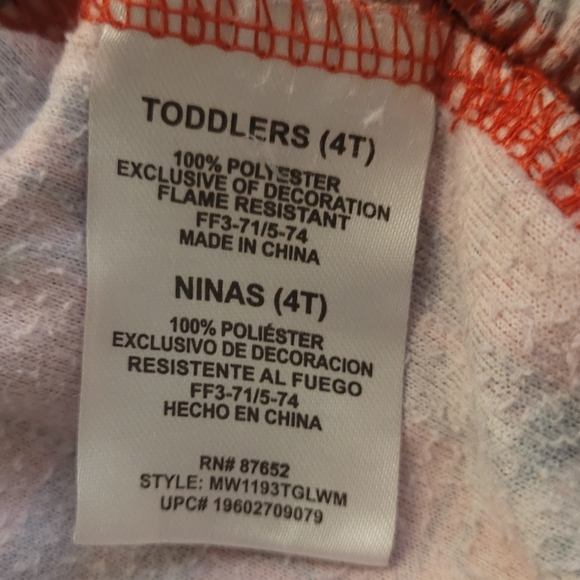 TODDLERS (4T)
100% POLYESTER
EXCLUSIVE OF DECORATION
FLAME RESISTANT
FF3-71/5-74
MADE IN CHINA
NINAS (4T)
100% POLIÉSTER
EXCLUSIVO DE DECORACION
RESISTENTE AL FUEGO
FF3-71/5-74
HECHO EN CHINA
RN# 87652
STYLE: MW1193TGLWM
UPC# 19602709079